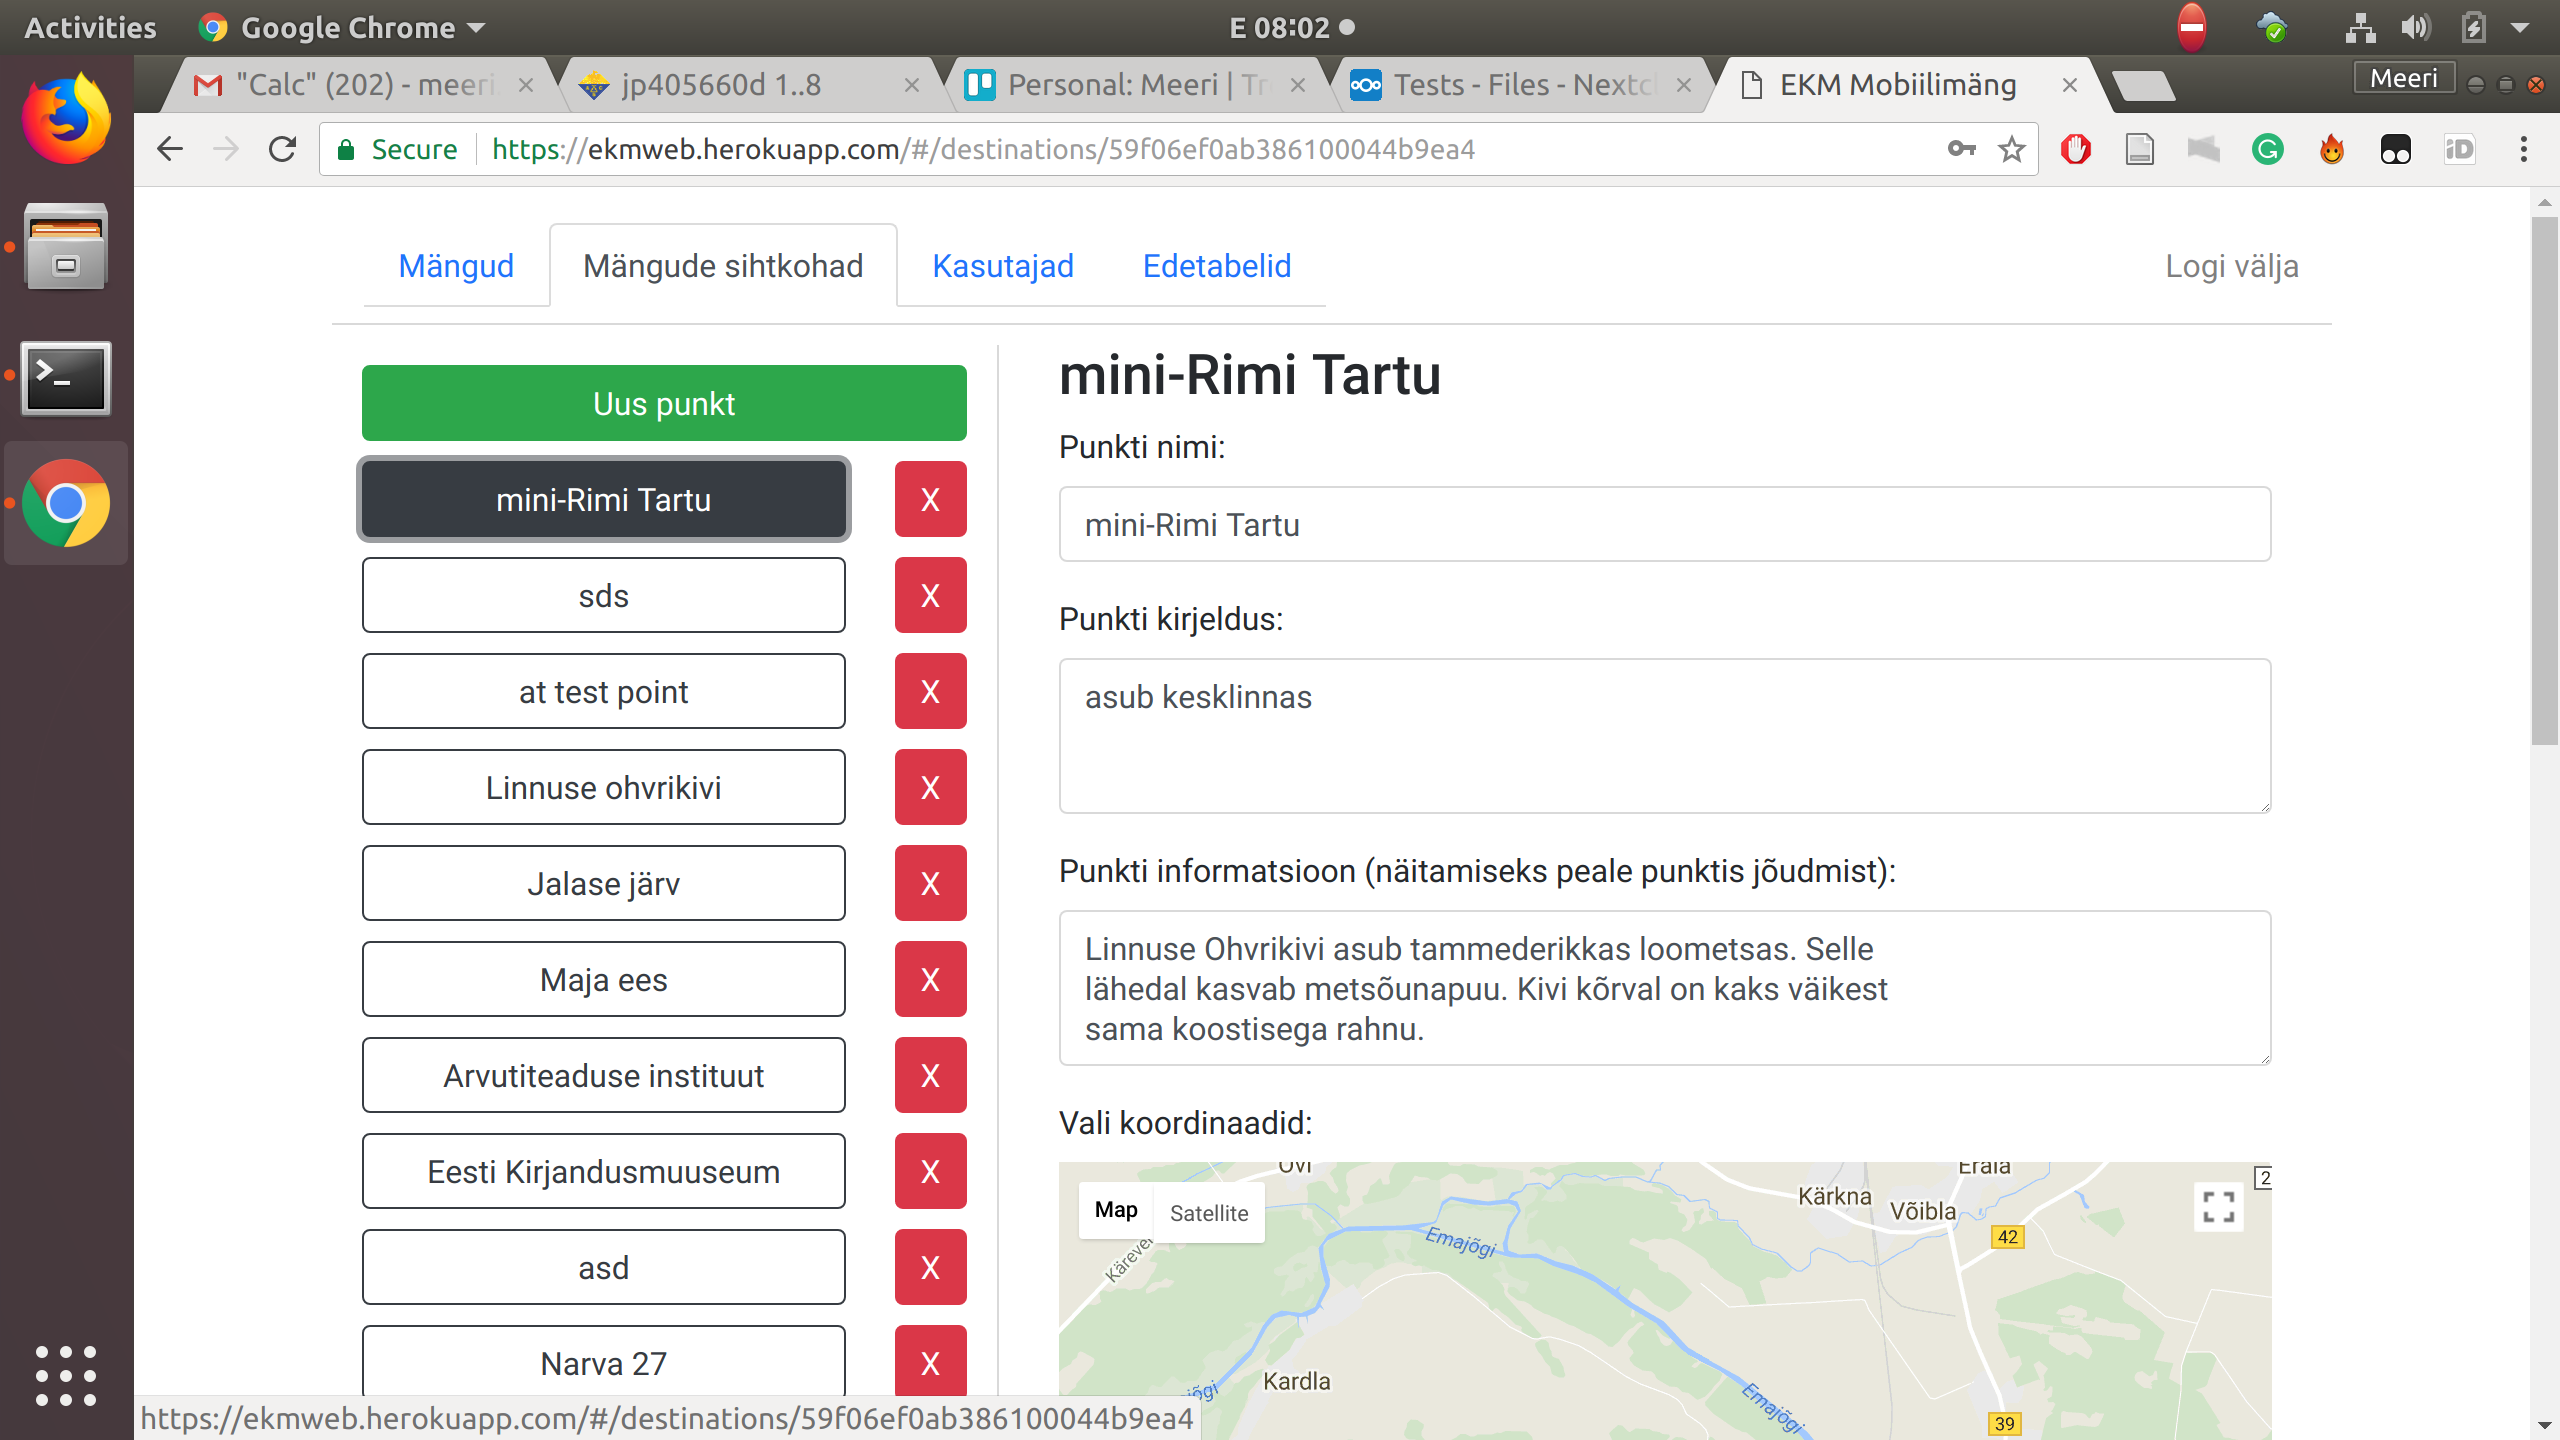 Activities
Google Chrome
E 08:02
"Calc" (202) - meeri
jp405660d 1..8
Personal: Meeri | Tr
Tests - Files - Nextcl
EKM Mobiilimäng
Meeri
Secure
https://ekmweb.herokuapp.com/#/destinations/59f06ef0ab386100044b9ea4
Mängud
Mängude sihtkohad
Kasutajad
Edetabelid
Logi välja
Uus punkt
mini-Rimi Tartu X
sds X
at test point X
Linnuse ohvrikivi X
Jalase järv X
Maja ees X
Arvutiteaduse instituut X
Eesti Kirjandusmuuseum X
asd X
Narva 27 X
mini-Rimi Tartu
Punkti nimi:
mini-Rimi Tartu
Punkti kirjeldus:
asub kesklinnas
Punkti informatsioon (näitamiseks peale punktis jõudmist):
Linnuse Ohvrikivi asub tammederikkas loometsas. Selle
lähedal kasvab metsõunapuu. Kivi kõrval on kaks väikest
sama koostisega rahnu.
Vali koordinaadid:
Map
Satellite
Kärkna
Võibla
42
Emajõgi
Kardla
Emajõgi
39
https://ekmweb.herokuapp.com/#/destinations/59f06ef0ab386100044b9ea4